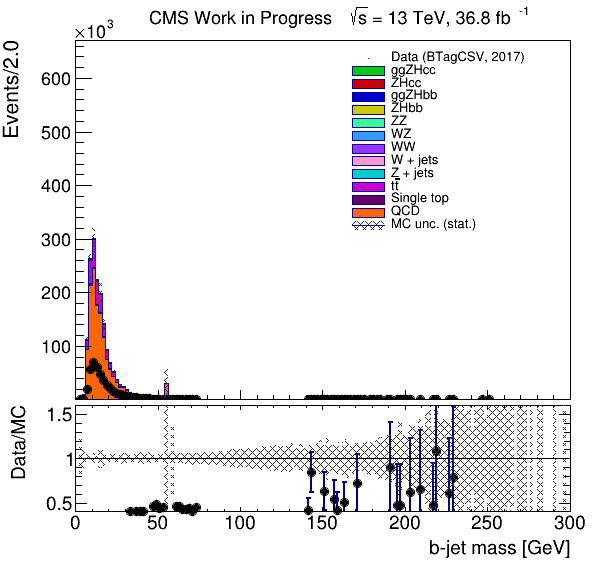 CMS Work in Progress √s = 13 TeV, 36.8 fb⁻¹
×10³
Events/2.0
600
500
400
300
200
100
Data (BTagCSV, 2017)
ggZHcc
ZHcc
ggZHbb
ZHbb
ZZ
WZ
WW
W + jets
Z + jets
tt̅
Single top
QCD
MC unc. (stat.)
Data/MC
1.5
1
0.5
0 50 100 150 200 250 300
b-jet mass [GeV]